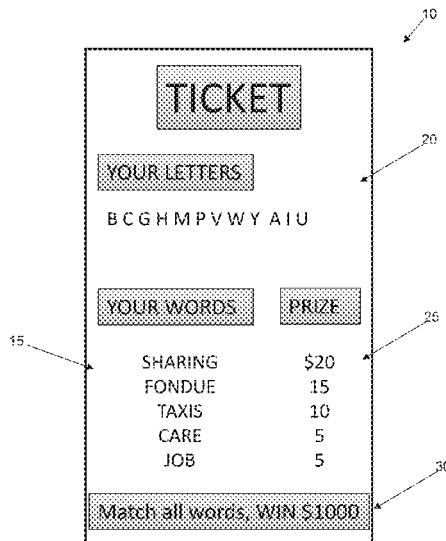 10
TICKET
20
YOUR LETTERS
B C G H M P V W Y A I U
YOUR WORDS PRIZE
25
15
SHARING $20
FONDUE 15
TAXIS 10
CARE 5
JOB 5
30
Match all words, WIN $1000